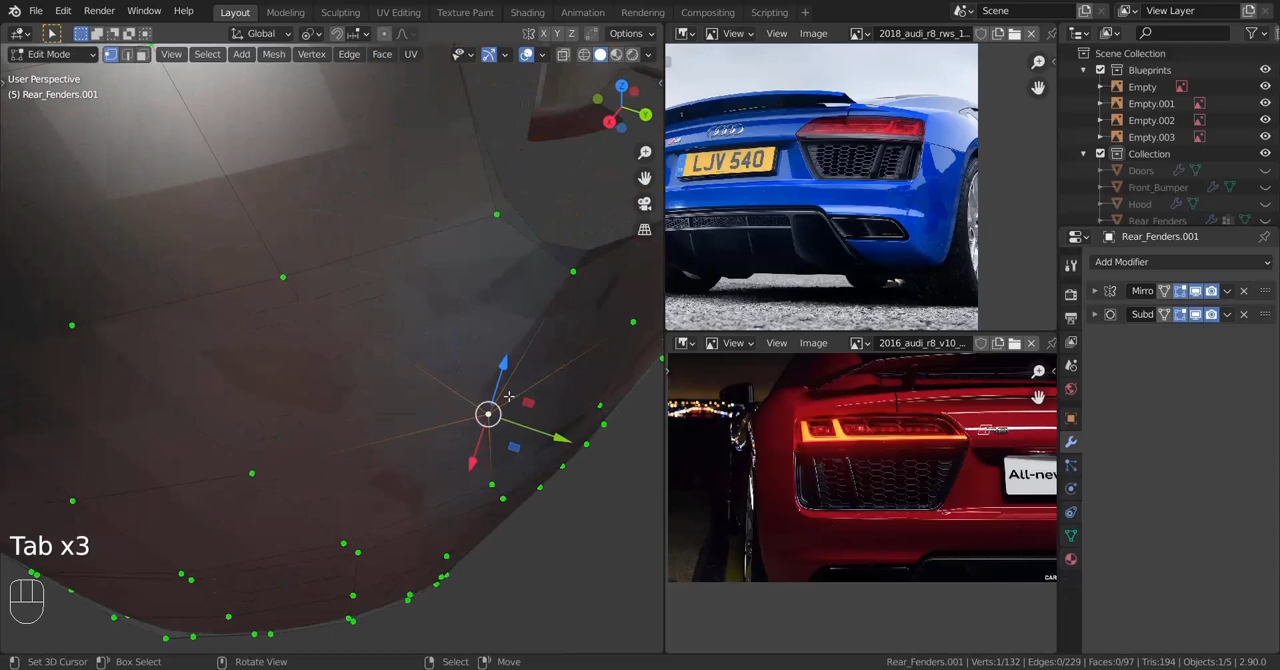 File Edit Render Window Help Layout Modeling Sculpting UV Editing Texture Paint Shading Animation Rendering Compositing Scripting + Scene View Layer
Global X Y Z Options
Edit Mode View Select Add Mesh Vertex Edge Face UV
View View Image 2018_audi_r8_rws_1...
User Perspective
(5) Rear_Fenders.001
Z
Y
X
LJV 540
View View Image 2016_audi_r8_v10_...
All-nev
CAR
Scene Collection
Blueprints
Empty
Empty.001
Empty.002
Empty.003
Collection
Doors
Front_Bumper
Hood
Rear_Fenders
Rear_Fenders.001
Add Modifier
Mirro
Subd
Tab x3
Set 3D Cursor Box Select Rotate View Select Move Rear_Fenders.001 | Verts:1/132 | Edges:0/229 | Faces:0/97 | Tris:194 | Objects:1/5 | 2.90.0